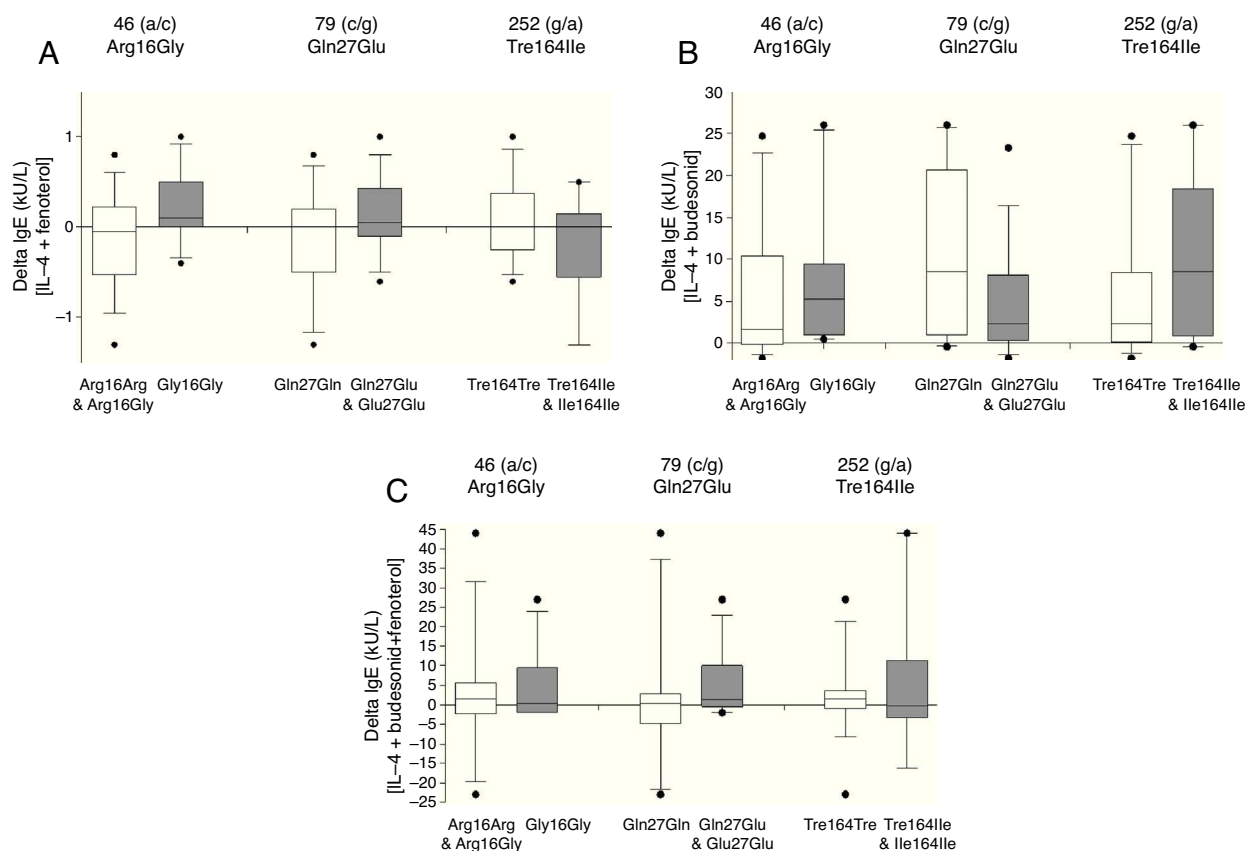 46 (a/c)
Arg16Gly
79 (c/g)
Gln27Glu
252 (g/a)
Tre164Ile
A
Delta IgE (kU/L)
[IL–4 + fenoterol]
1
0
–1
Arg16Arg
& Arg16Gly
Gly16Gly
Gln27Gln
Gln27Glu
& Glu27Glu
Tre164Tre
Tre164Ile
& Ile164Ile
46 (a/c)
Arg16Gly
79 (c/g)
Gln27Glu
252 (g/a)
Tre164Ile
B
Delta IgE (kU/L)
[IL–4 + budesonid]
30
25
20
15
10
5
0
Arg16Arg
& Arg16Gly
Gly16Gly
Gln27Gln
Gln27Glu
& Glu27Glu
Tre164Tre
Tre164Ile
& Ile164Ile
46 (a/c)
Arg16Gly
79 (c/g)
Gln27Glu
252 (g/a)
Tre164Ile
C
Delta IgE (kU/L)
[IL–4 + budesonid+fenoterol]
45
40
35
30
25
20
15
10
5
0
–5
–10
–15
–20
–25
Arg16Arg
& Arg16Gly
Gly16Gly
Gln27Gln
Gln27Glu
& Glu27Glu
Tre164Tre
Tre164Ile
& Ile164Ile